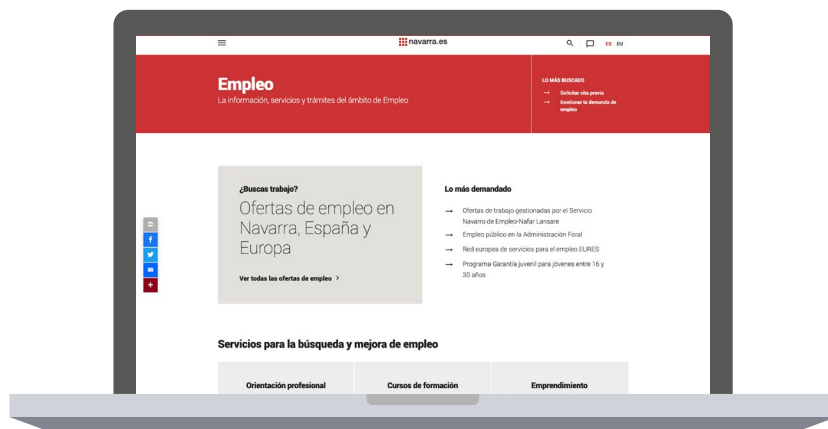 navarra.es
ES EU
Empleo
La información, servicios y trámites del ámbito de Empleo
LO MÁS BUSCADO
→ Solicitar cita previa
→ Gestionar la demanda de
empleo
¿Buscas trabajo?
Ofertas de empleo en
Navarra, España y
Europa
Ver todas las ofertas de empleo >
Lo más demandado
→ Ofertas de trabajo gestionadas por el Servicio
Navarro de Empleo-Nafar Lansare
→ Empleo público en la Administración Foral
→ Red europea de servicios para el empleo EURES
→ Programa Garantía juvenil para jóvenes entre 16 y
30 años
Servicios para la búsqueda y mejora de empleo
Orientación profesional
Cursos de formación
Emprendimiento